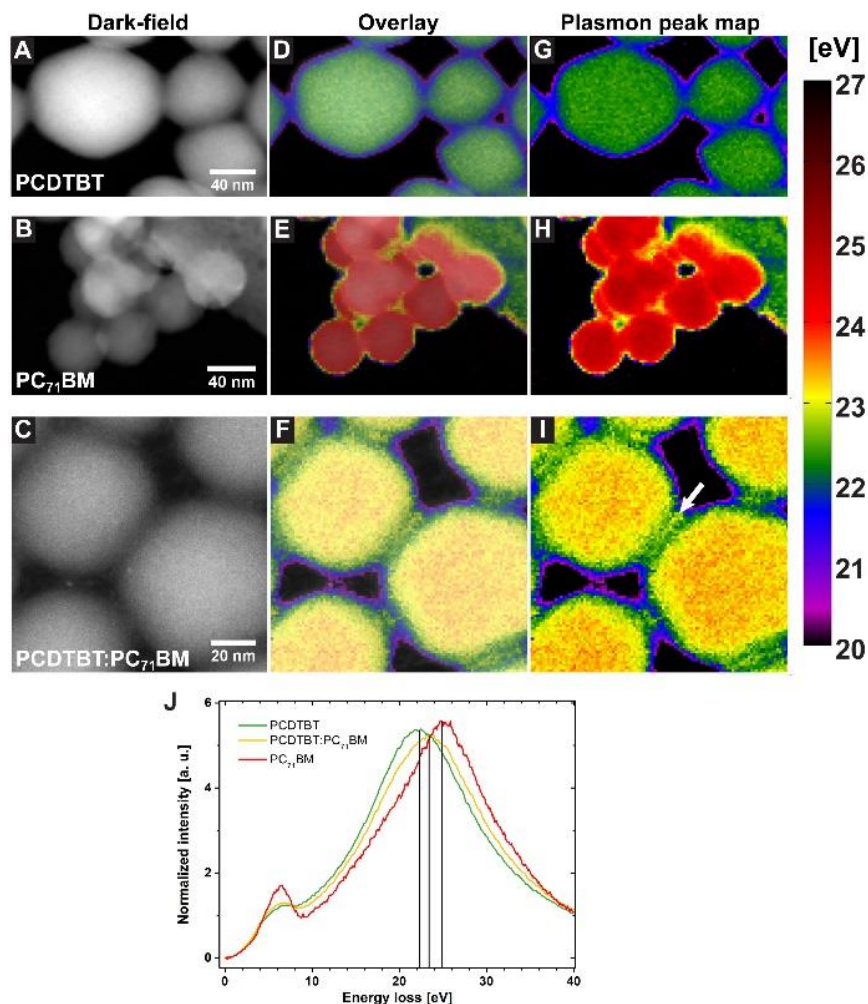 Dark-field Overlay Plasmon peak map
[eV]
A D G
27
26
25
24
23
22
21
20
PCDTBT
40 nm
B E H
PC₇₁BM
40 nm
C F I
PCDTBT:PC₇₁BM
20 nm
J
6
4
2
0
Normalized intensity [a. u.]
PCDTBT
PCDTBT:PC₇₁BM
PC₇₁BM
0 10 20 30 40
Energy loss [eV]